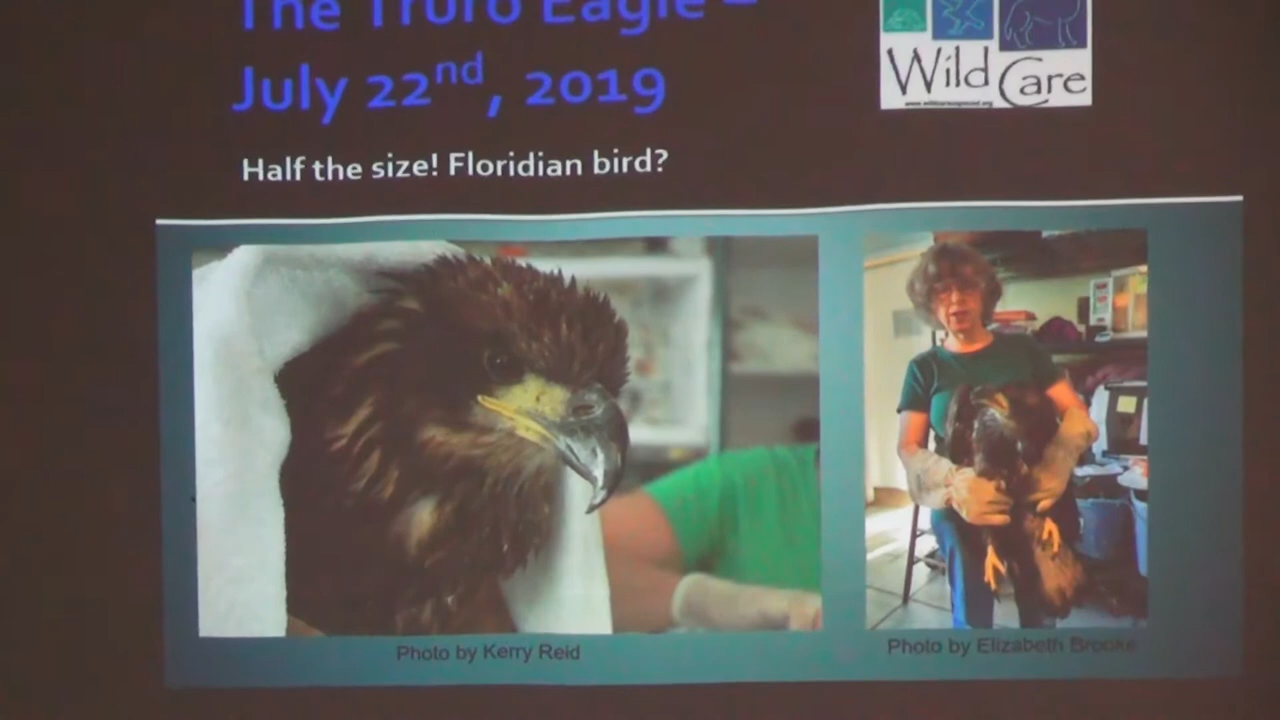 The Truro Eagle –
July 22nd, 2019
Wild Care
Half the size! Floridian bird?
Photo by Kerry Reid
Photo by Elizabeth Brooke